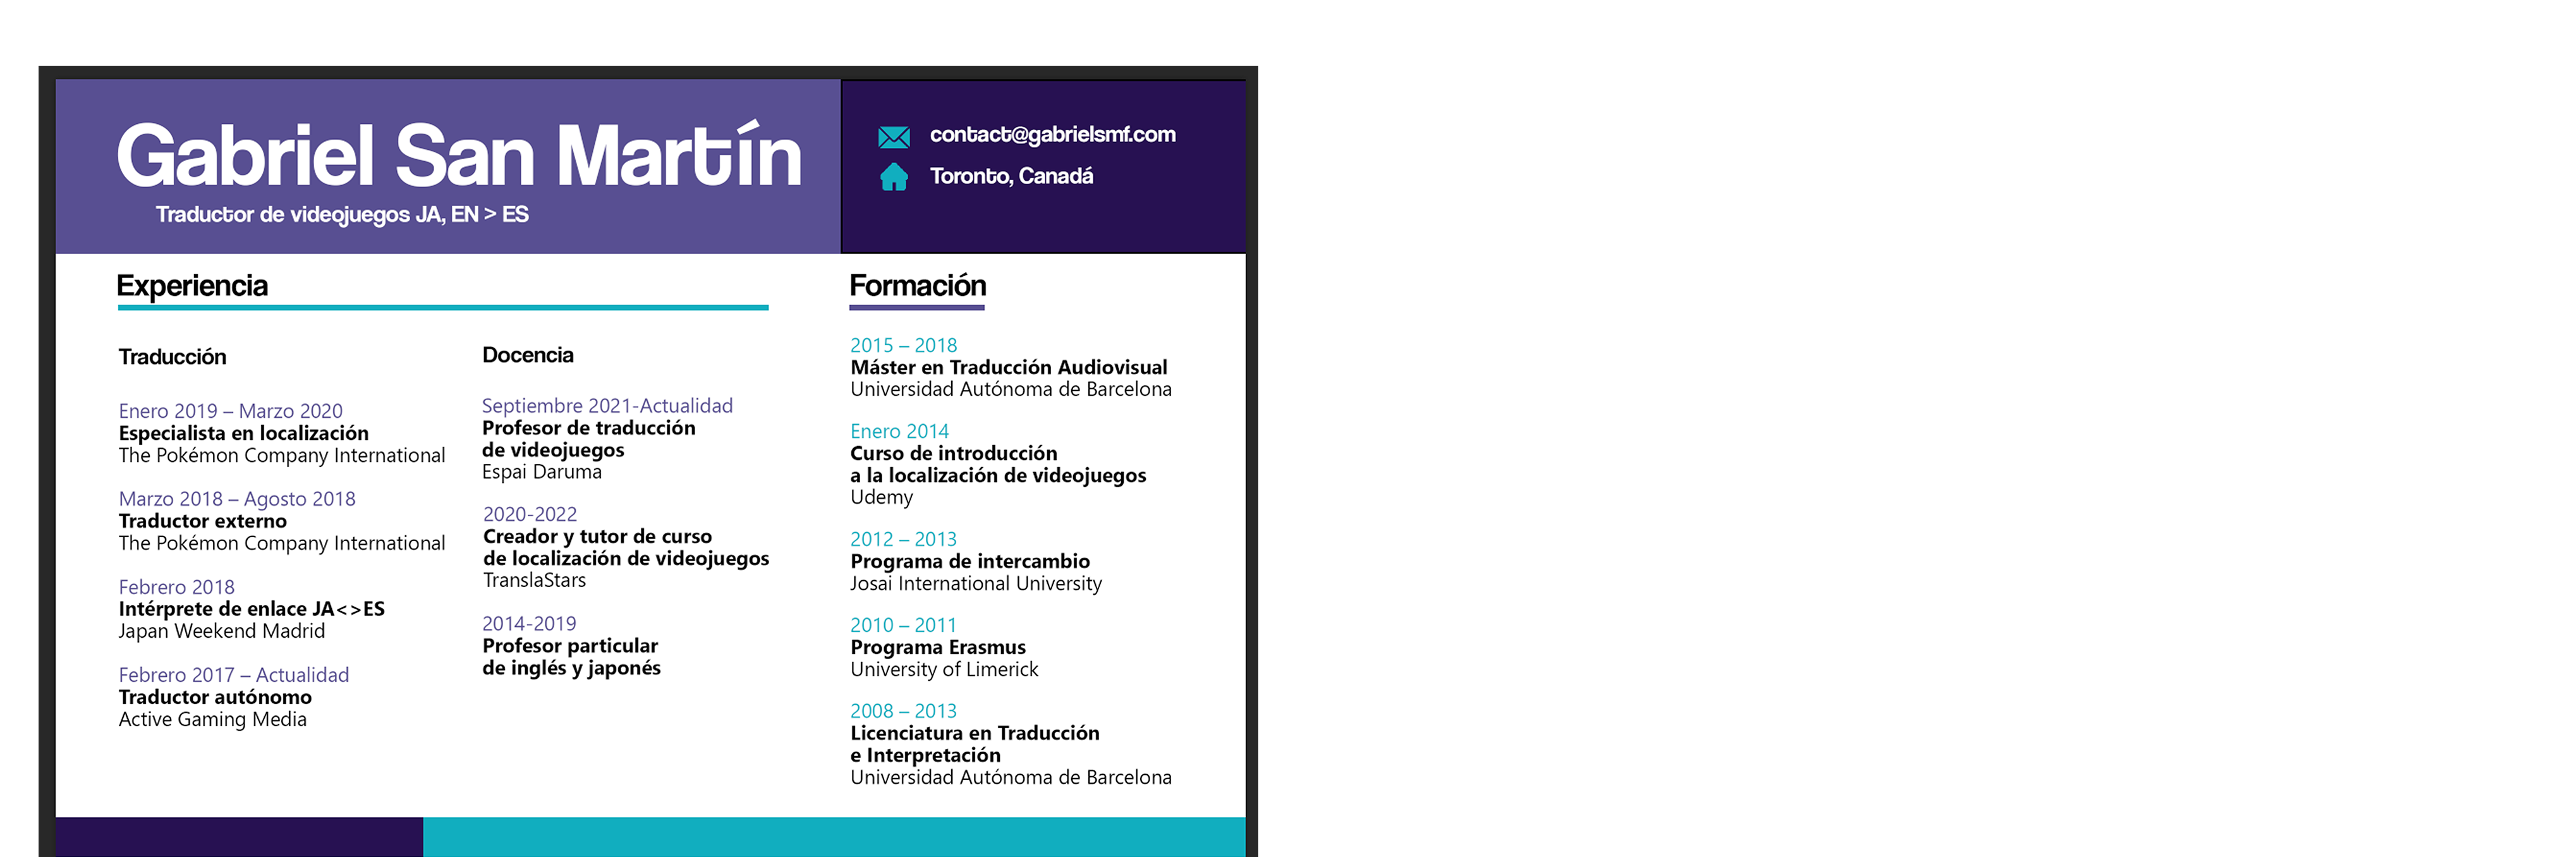 Gabriel San Martín
Traductor de videojuegos JA, EN > ES
contact@gabrielsmf.com
Toronto, Canadá
Experiencia
Traducción
Enero 2019 – Marzo 2020
Especialista en localización
The Pokémon Company International
Marzo 2018 – Agosto 2018
Traductor externo
The Pokémon Company International
Febrero 2018
Intérprete de enlace JA<>ES
Japan Weekend Madrid
Febrero 2017 – Actualidad
Traductor autónomo
Active Gaming Media
Docencia
Septiembre 2021-Actualidad
Profesor de traducción
de videojuegos
Espai Daruma
2020-2022
Creador y tutor de curso
de localización de videojuegos
TranslaStars
2014-2019
Profesor particular
de inglés y japonés
Formación
2015 – 2018
Máster en Traducción Audiovisual
Universidad Autónoma de Barcelona
Enero 2014
Curso de introducción
a la localización de videojuegos
Udemy
2012 – 2013
Programa de intercambio
Josai International University
2010 – 2011
Programa Erasmus
University of Limerick
2008 – 2013
Licenciatura en Traducción
e Interpretación
Universidad Autónoma de Barcelona